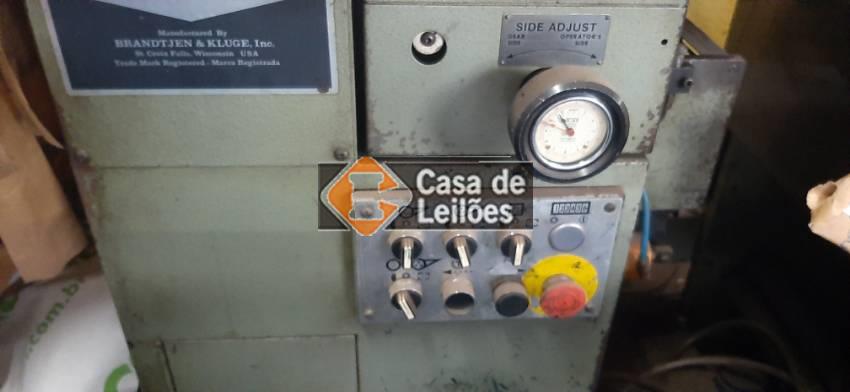 Manufactured By
BRANDTJEN & KLUGE, Inc.
St. Croix Falls, Wisconsin USA
Trade Mark Registered - Marca Registrada
SIDE ADJUST
GEAR SIDE
OPERATOR'S SIDE
Casa de
Leilões
.com.b